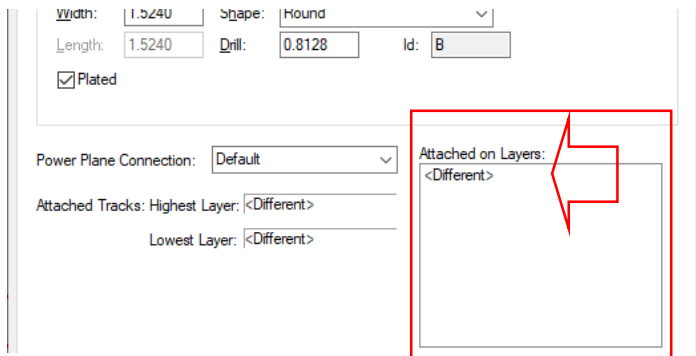 Width: 1.5240 Shape: Round
Length: 1.5240 Drill: 0.8128 Id: B
Plated
Power Plane Connection: Default
Attached on Layers:
<Different>
Attached Tracks: Highest Layer: <Different>
Lowest Layer: <Different>